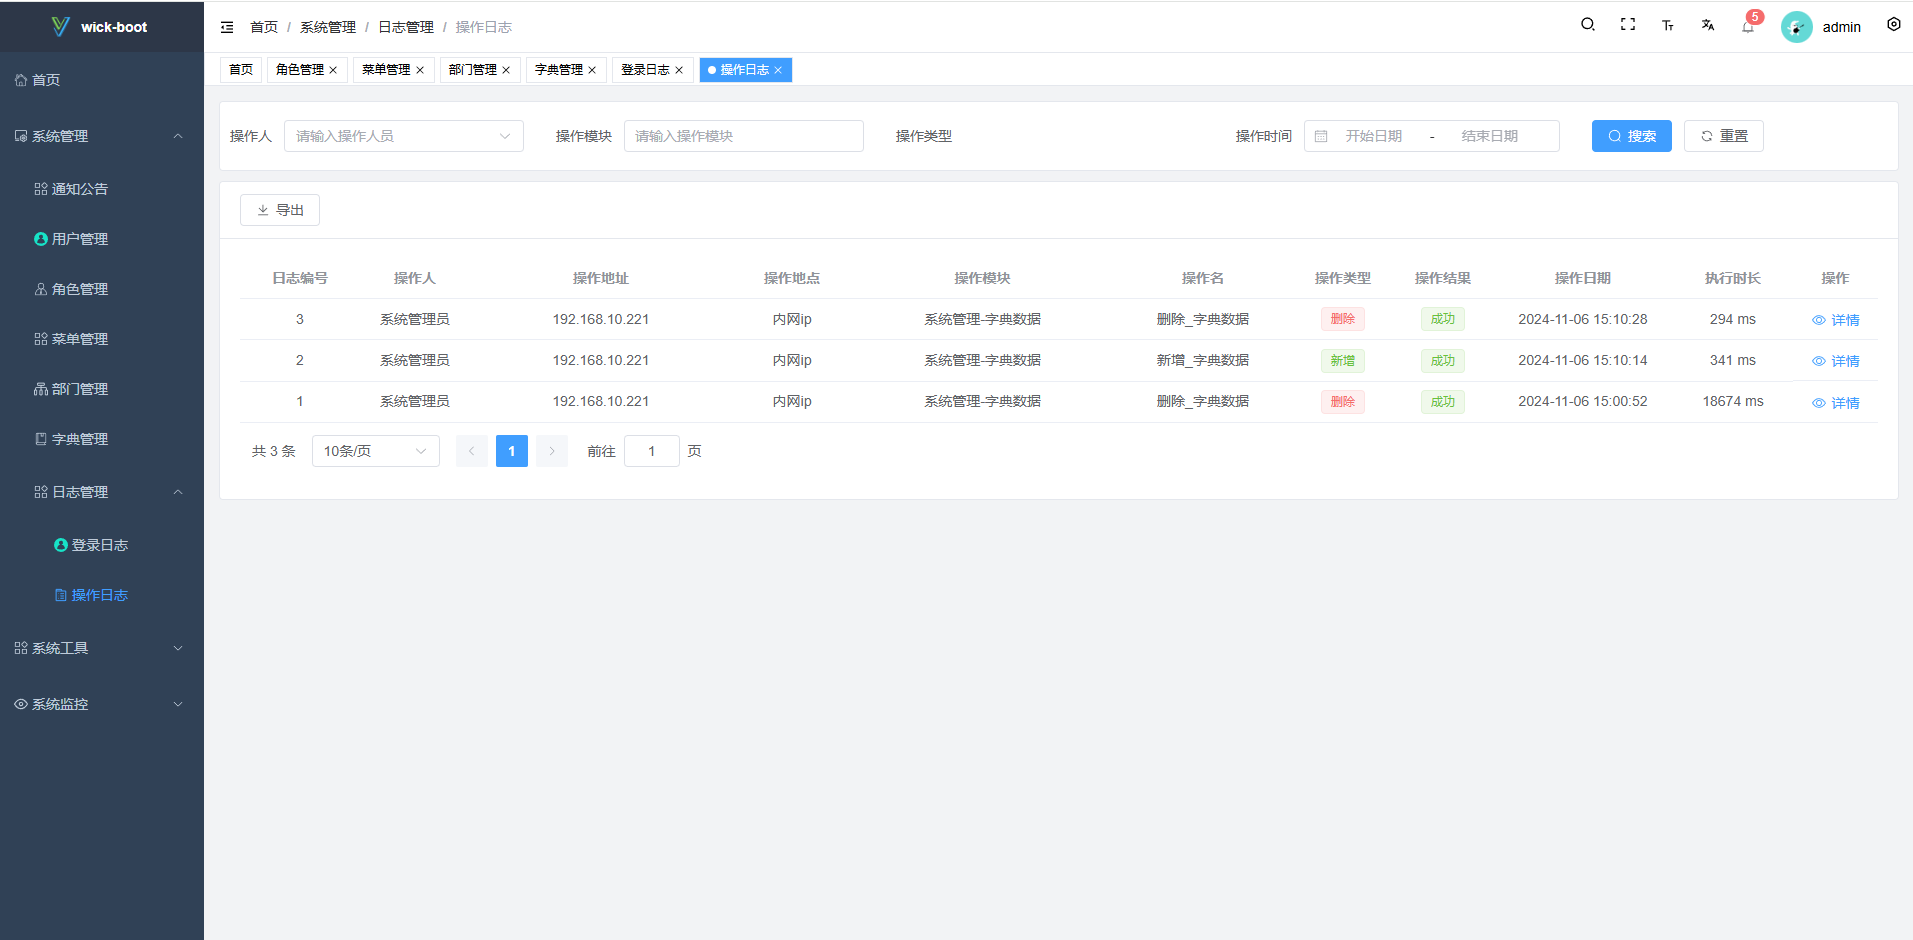 wick-boot
首页
系统管理
通知公告
用户管理
角色管理
菜单管理
部门管理
字典管理
日志管理
登录日志
操作日志
系统工具
系统监控
首页 / 系统管理 / 日志管理 / 操作日志
5
admin
首页 角色管理 菜单管理 部门管理 字典管理 登录日志 操作日志
操作人 请输入操作人员 操作模块 请输入操作模块 操作类型 操作时间 开始日期 - 结束日期 搜索 重置
导出
日志编号 操作人 操作地址 操作地点 操作模块 操作名 操作类型 操作结果 操作日期 执行时长 操作
3 系统管理员 192.168.10.221 内网ip 系统管理-字典数据 删除_字典数据 删除 成功 2024-11-06 15:10:28 294 ms 详情
2 系统管理员 192.168.10.221 内网ip 系统管理-字典数据 新增_字典数据 新增 成功 2024-11-06 15:10:14 341 ms 详情
1 系统管理员 192.168.10.221 内网ip 系统管理-字典数据 删除_字典数据 删除 成功 2024-11-06 15:00:52 18674 ms 详情
共 3 条 10条/页 1 前往 1 页